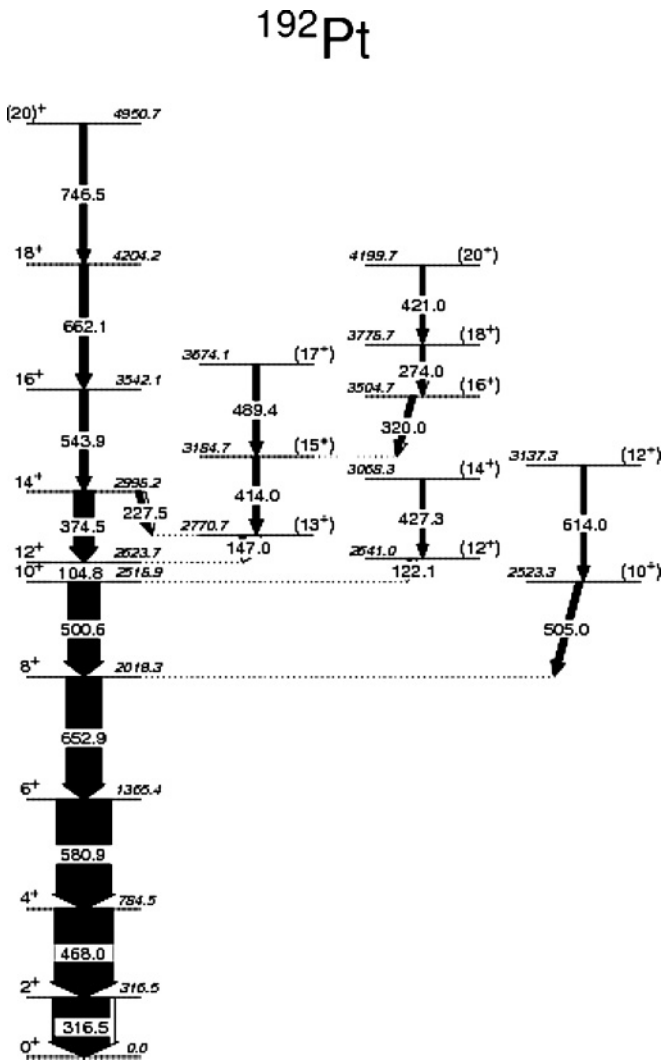 ¹⁹²Pt
(20)⁺ 4950.7
746.5
18⁺ 4204.2 4199.7 (20⁺)
421.0
662.1 3778.7 (18⁺)
3674.1 (17⁺) 274.0
16⁺ 3542.1 3504.7 (16⁺)
489.4 320.0
543.9 3184.7 (15⁺) 3068.3 (14⁺) 3137.3 (12⁺)
14⁺ 2998.2
227.5 414.0 427.3 614.0
374.5 2770.7 (13⁺)
12⁺ 2623.7 147.0 2641.0 (12⁺)
10⁺ 104.8 2518.9 122.1 2523.3 (10⁺)
500.6 505.0
8⁺ 2018.3
652.9
6⁺ 1365.4
580.9
4⁺ 784.5
468.0
2⁺ 316.5
316.5
0⁺ 0.0